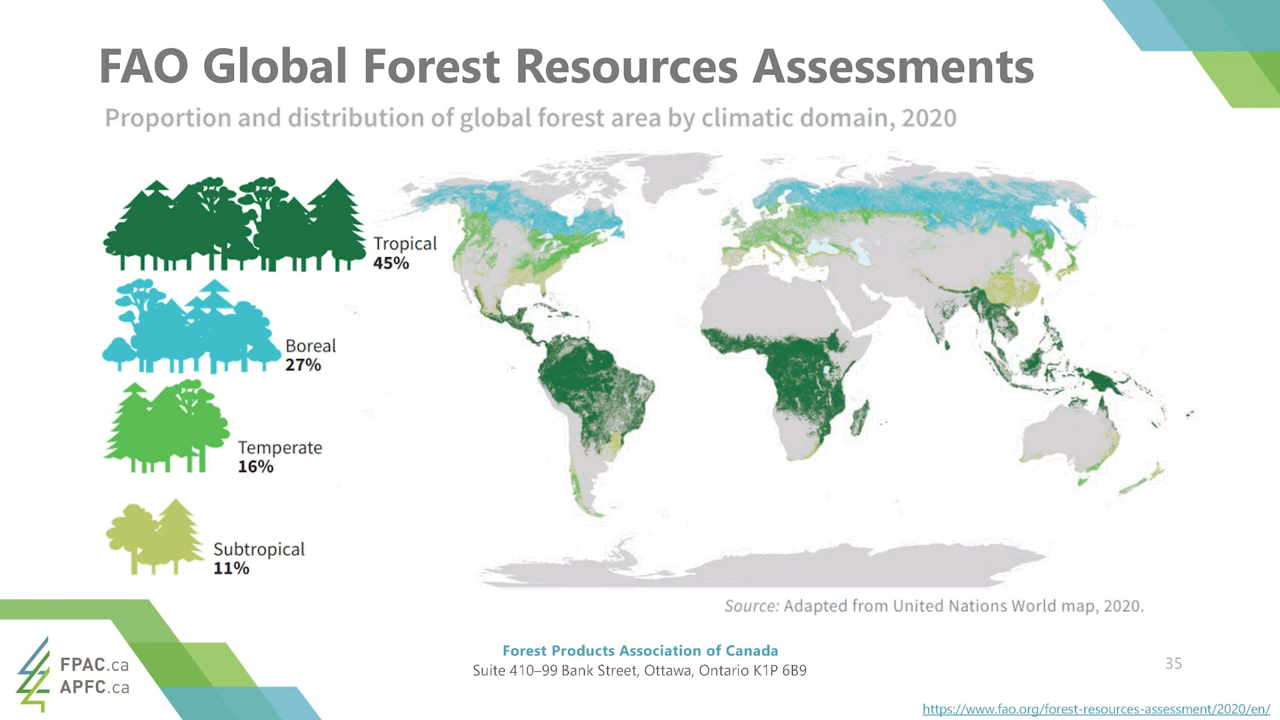 FAO Global Forest Resources Assessments
Proportion and distribution of global forest area by climatic domain, 2020
Tropical
45%
Boreal
27%
Temperate
16%
Subtropical
11%
Source: Adapted from United Nations World map, 2020.
FPAC.ca
APFC.ca
Forest Products Association of Canada
Suite 410–99 Bank Street, Ottawa, Ontario K1P 6B9
35
https://www.fao.org/forest-resources-assessment/2020/en/